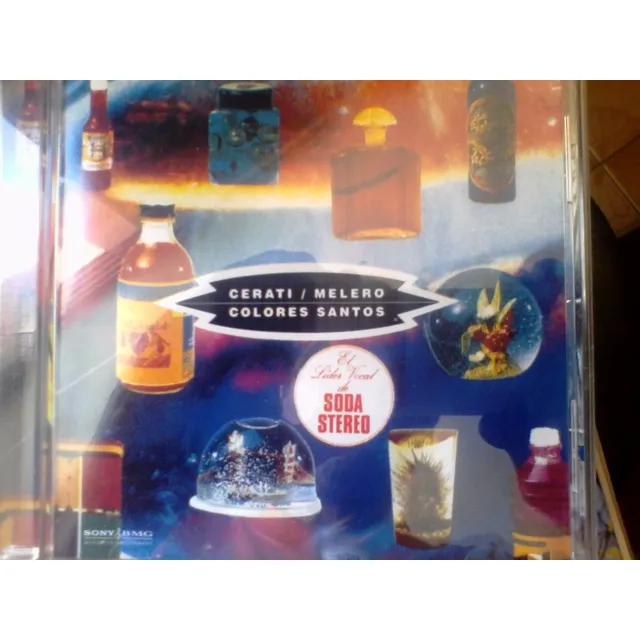 CERATI / MELERO
COLORES SANTOS
El
Líder Vocal
de
SODA
STEREO
SONY BMG